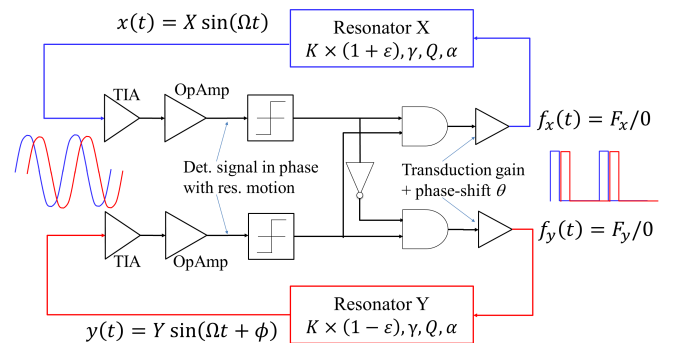 x(t) = X sin(Ωt)
Resonator X
K × (1 + ε), γ, Q, α
TIA
OpAmp
f_x(t) = F_x/0
Det. signal in phase
with res. motion
Transduction gain
+ phase-shift θ
TIA
OpAmp
f_y(t) = F_y/0
Resonator Y
K × (1 − ε), γ, Q, α
y(t) = Y sin(Ωt + ϕ)